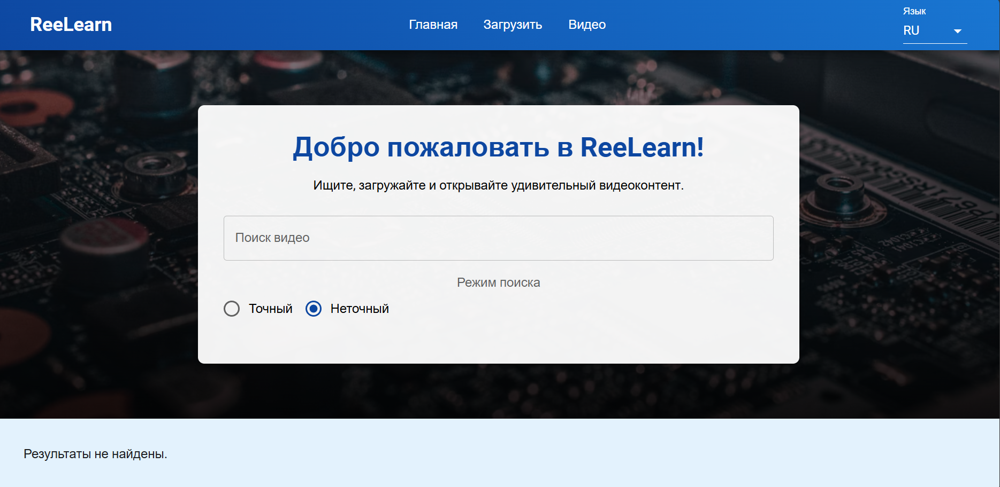 ReeLearn
Главная Загрузить Видео
Язык
RU
Добро пожаловать в ReeLearn!
Ищите, загружайте и открывайте удивительный видеоконтент.
Поиск видео
Режим поиска
Точный Неточный
Результаты не найдены.